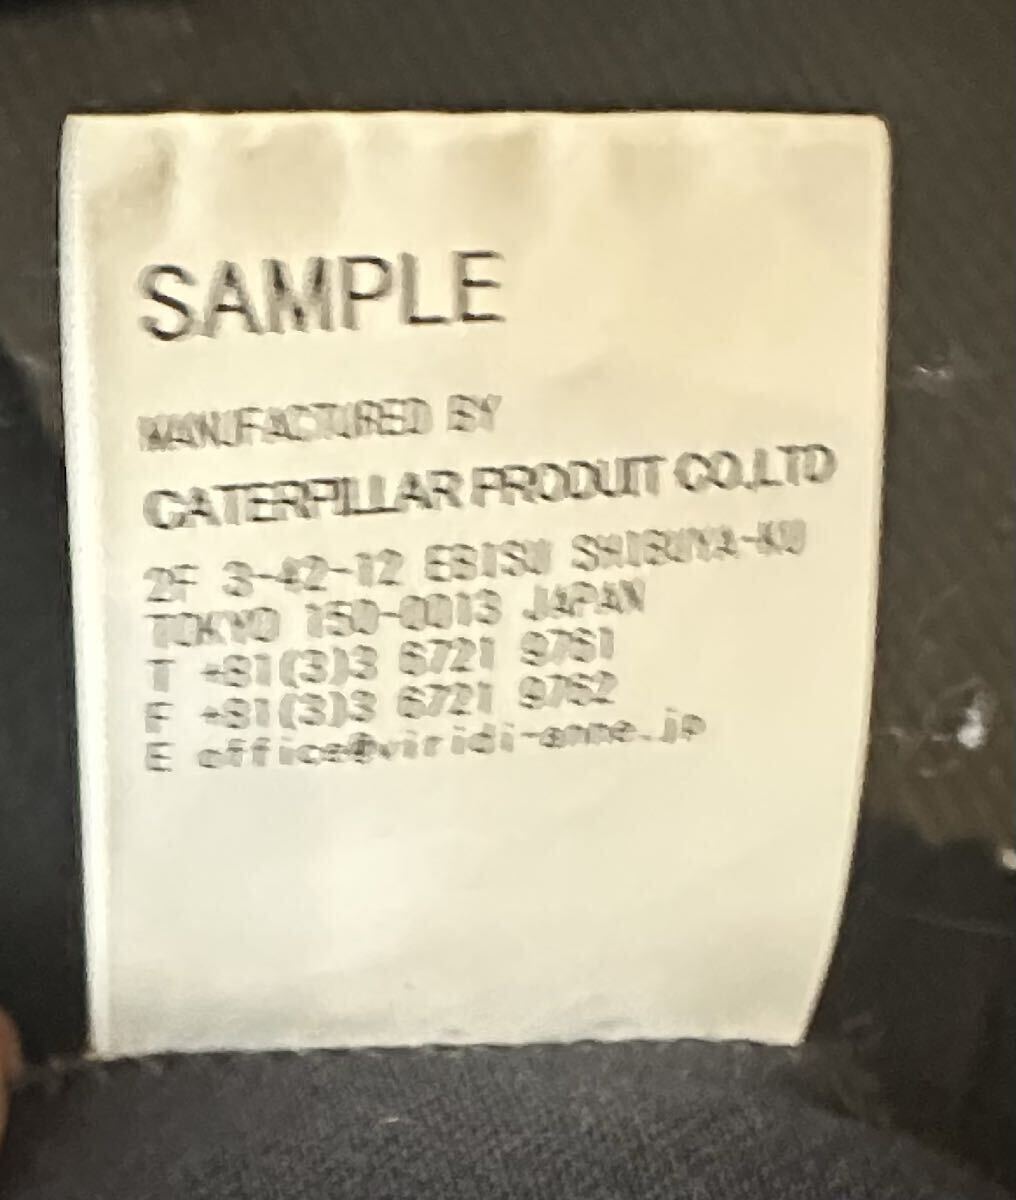 SAMPLE
MANUFACTURED BY
CATERPILLAR PRODUIT CO.,LTD
2F 3-42-12 EBISU SHIBUYA-KU
TOKYO 150-0013 JAPAN
T +81(3)3 6721 9761
F +81(3)3 6721 9762
E office@viridi-anne.jp